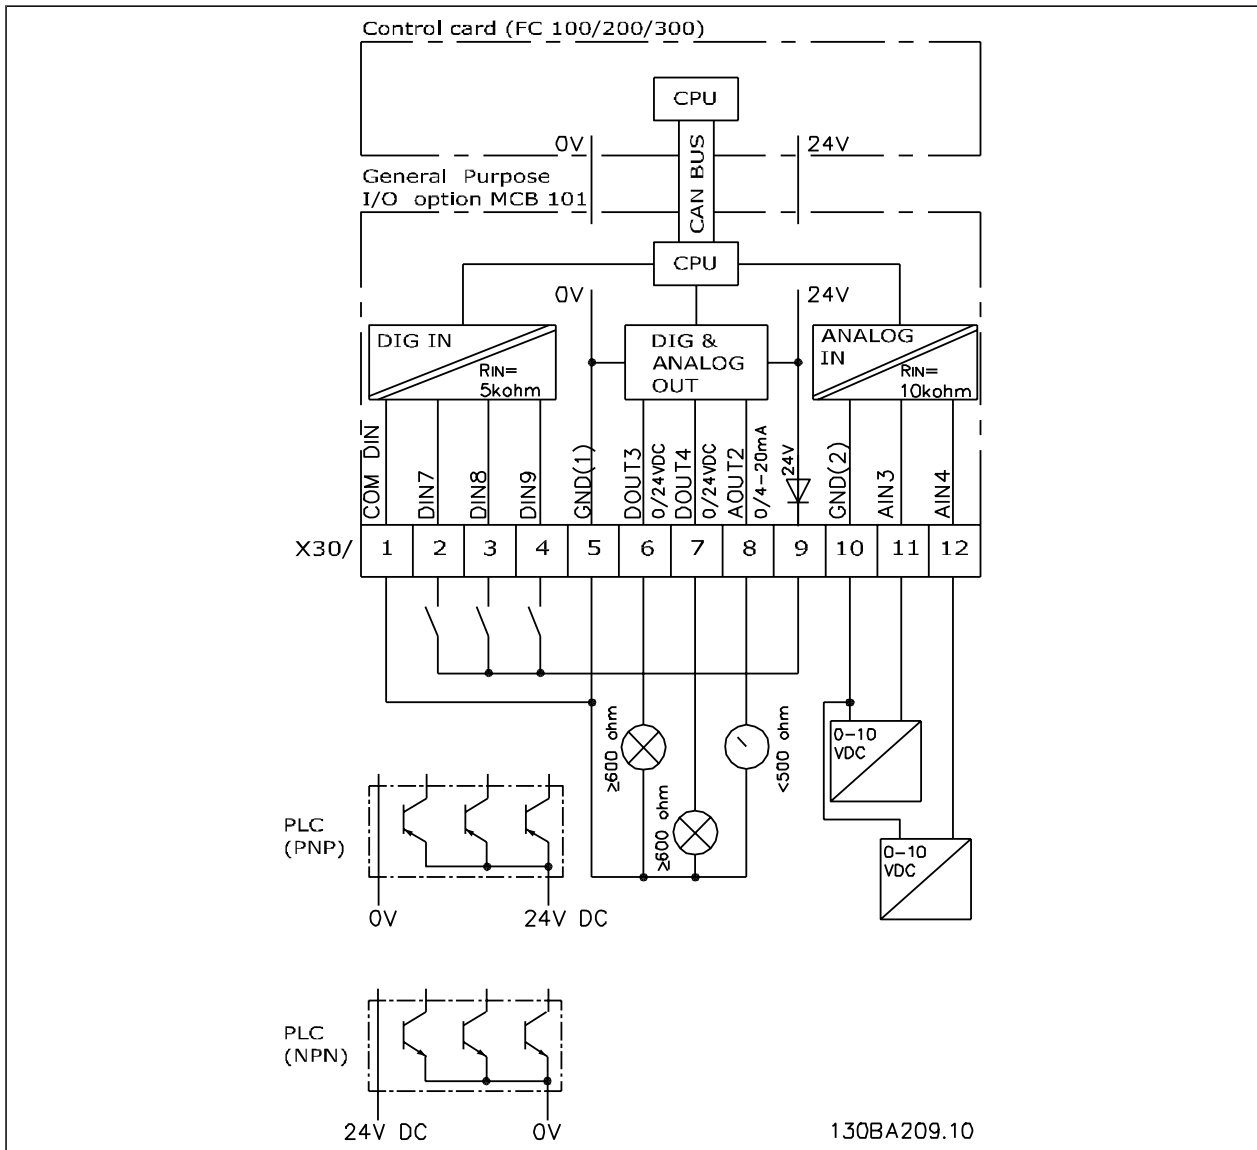 Control card (FC 100/200/300)
CPU
0V
24V
CAN BUS
General Purpose
I/O option MCB 101
CPU
0V
24V
DIG IN
RIN=
5kohm
DIG &
ANALOG
OUT
ANALOG
IN
RIN=
10kohm
COM DIN
DIN7
DIN8
DIN9
GND(1)
DOUT3
0/24VDC
DOUT4
0/24VDC
AOUT2
0/4-20mA
24V
GND(2)
AIN3
AIN4
X30/
1
2
3
4
5
6
7
8
9
10
11
12
≥600 ohm
≥600 ohm
<500 ohm
0-10
VDC
0-10
VDC
PLC
(PNP)
0V
24V DC
PLC
(NPN)
24V DC
0V
130BA209.10